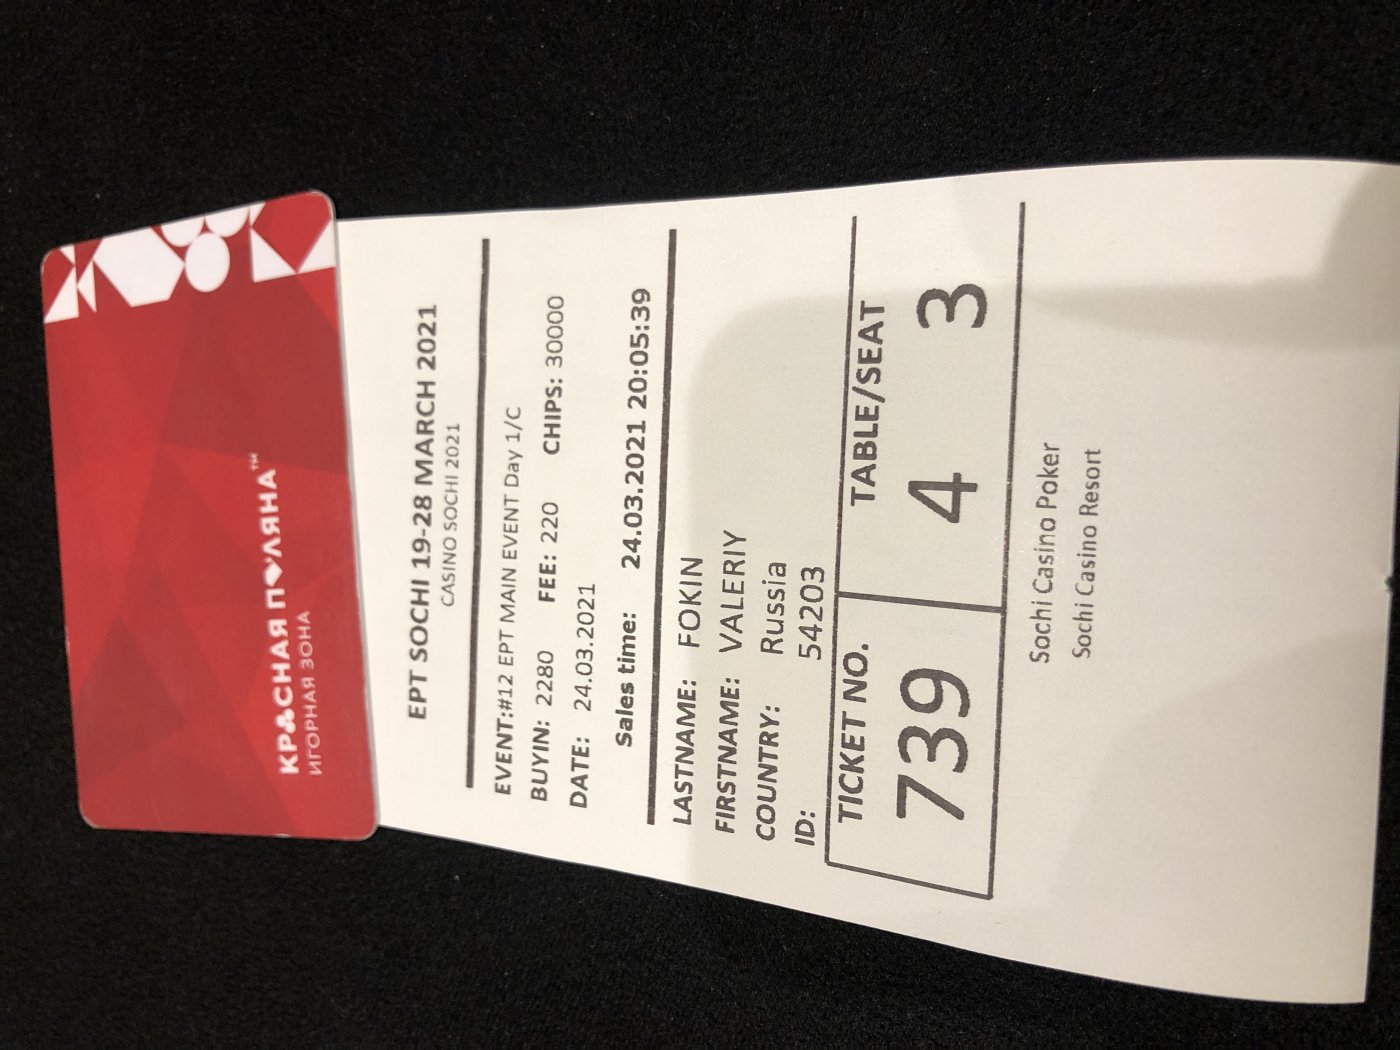 КРАСНАЯ ПОЛЯНА™
ИГОРНАЯ ЗОНА
EPT SOCHI 19-28 MARCH 2021
CASINO SOCHI 2021
EVENT:#12 EPT MAIN EVENT Day 1/C
BUYIN: 2280 FEE: 220 CHIPS: 30000
DATE: 24.03.2021
Sales time: 24.03.2021 20:05:39
LASTNAME: FOKIN
FIRSTNAME: VALERIY
COUNTRY: Russia
ID: 54203
TICKET NO. TABLE/SEAT
739 4 3
Sochi Casino Poker
Sochi Casino Resort